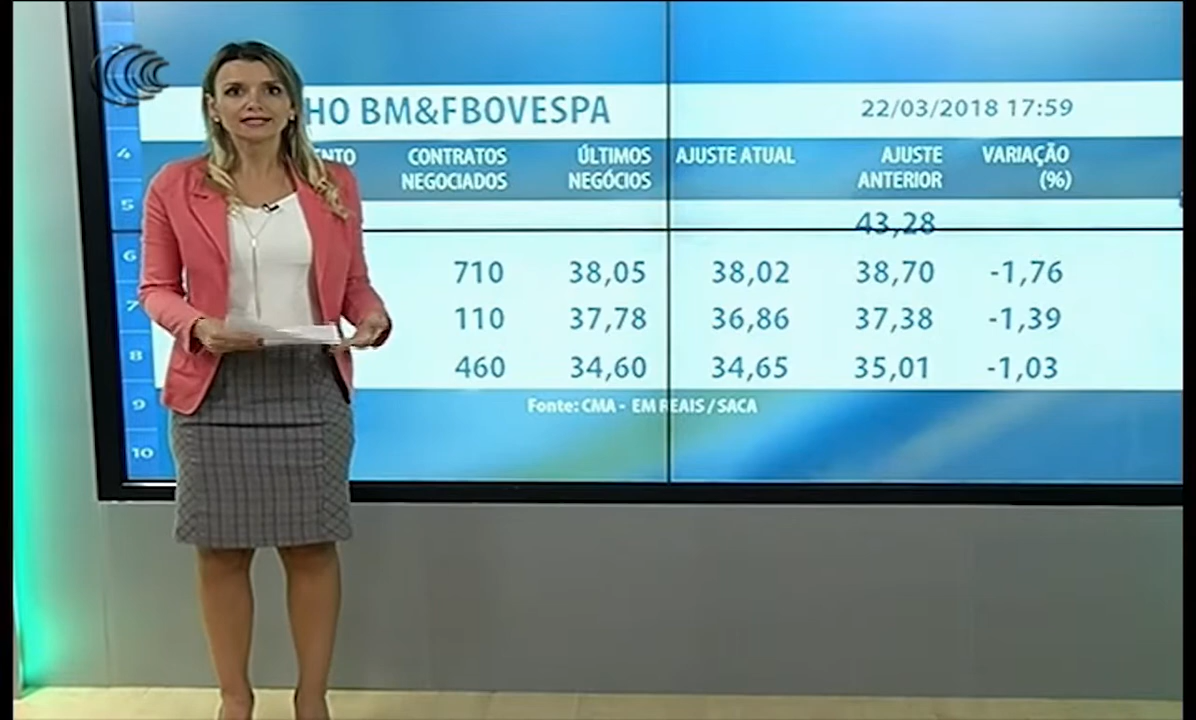 HO BM&FBOVESPA 22/03/2018 17:59
ENTO CONTRATOS NEGOCIADOS ÚLTIMOS NEGÓCIOS AJUSTE ATUAL AJUSTE ANTERIOR VARIAÇÃO (%)
43,28
710 38,05 38,02 38,70 -1,76
110 37,78 36,86 37,38 -1,39
460 34,60 34,65 35,01 -1,03
Fonte: CMA - EM REAIS / SACA
4
5
6
7
8
9
10